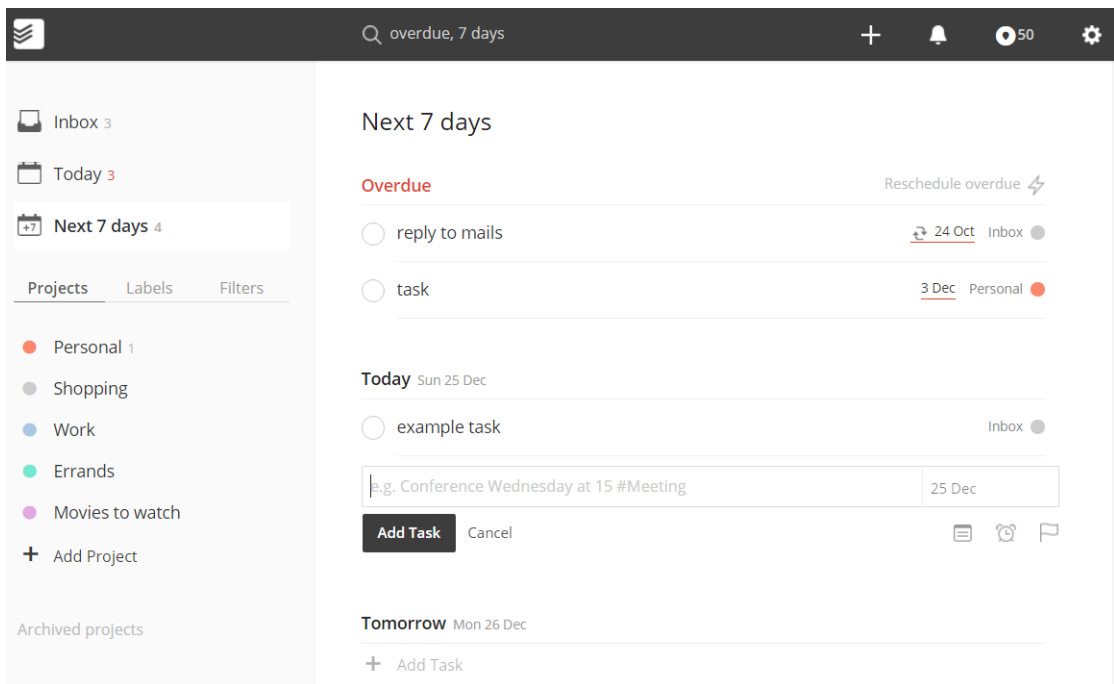 overdue, 7 days
50
Inbox 3
Today 3
+7 Next 7 days 4
Projects Labels Filters
Personal 1
Shopping
Work
Errands
Movies to watch
+ Add Project
Archived projects
Next 7 days
Overdue Reschedule overdue
reply to mails 24 Oct Inbox
task 3 Dec Personal
Today Sun 25 Dec
example task Inbox
e.g. Conference Wednesday at 15 #Meeting 25 Dec
Add Task Cancel
Tomorrow Mon 26 Dec
+ Add Task